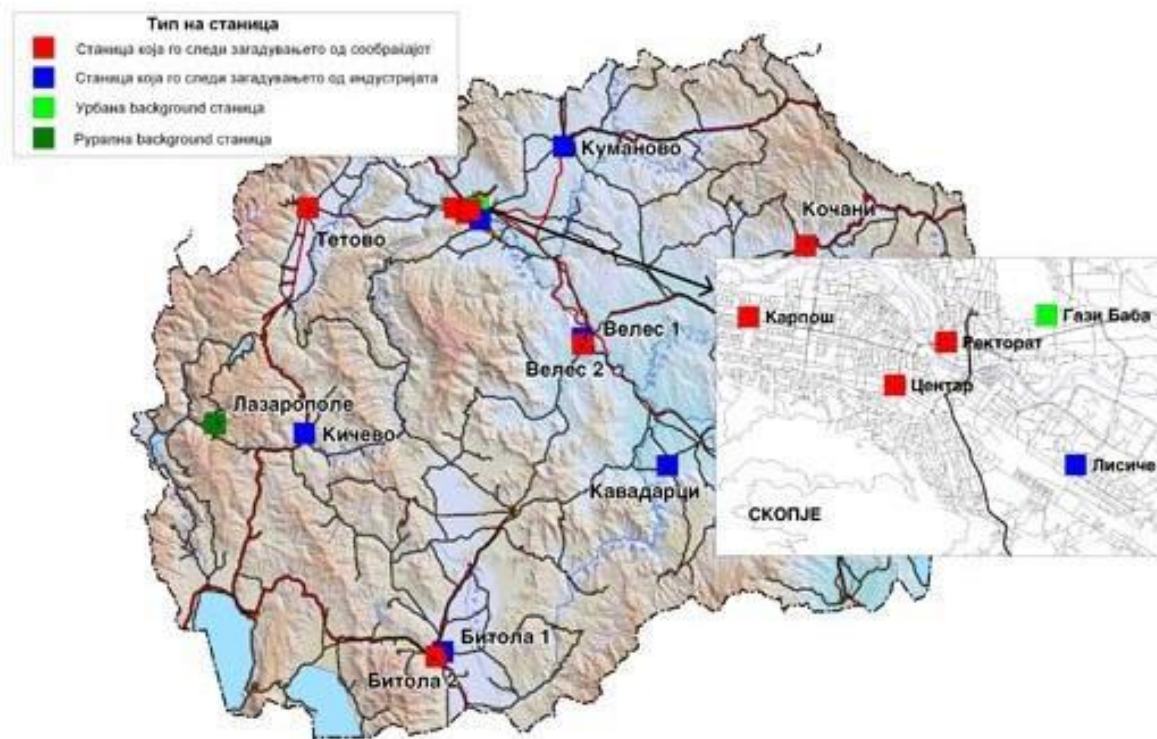 Тип на станица
Станица која го следи загадувањето од сообраќајот
Станица која го следи загадувањето од индустријата
Урбана background станица
Рурална background станица
Куманово
Кочани
Тетово
Карпош
Гази Баба
Ректорат
Велес 1
Велес 2
Центар
Лазарополе
Кичево
Лисиче
Кавадарци
СКОПЈЕ
Битола 1
Битола 2